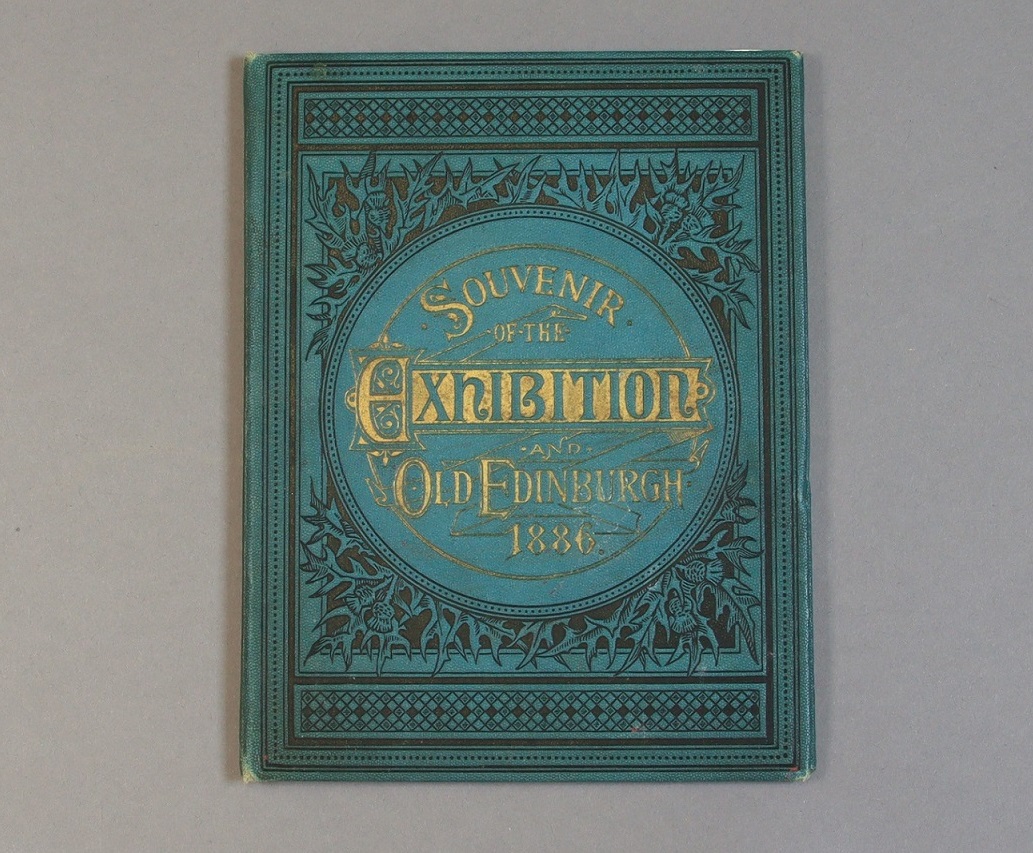 SOUVENIR
·OF·THE·
EXHIBITION
·AND·
OLD EDINBURGH
1886.